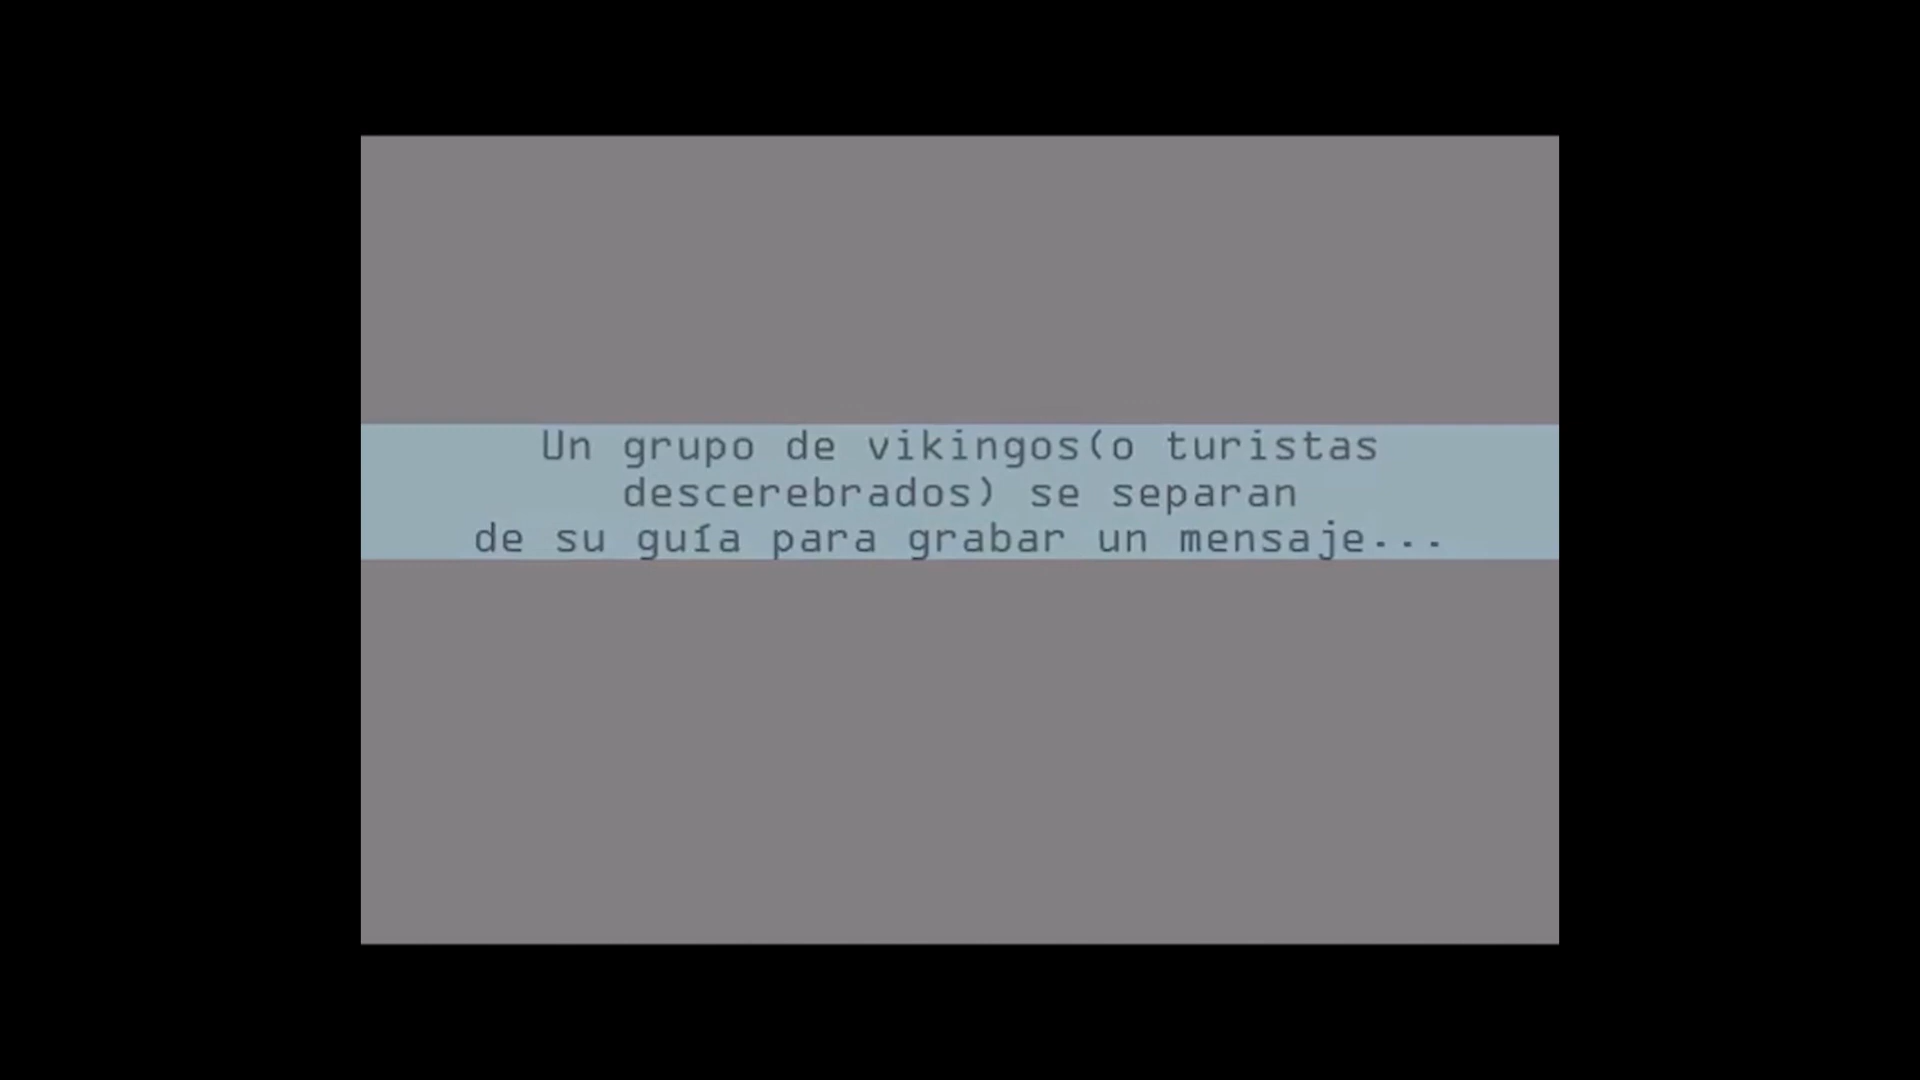 Un grupo de vikingos(o turistas
descerebrados) se separan
de su guía para grabar un mensaje...